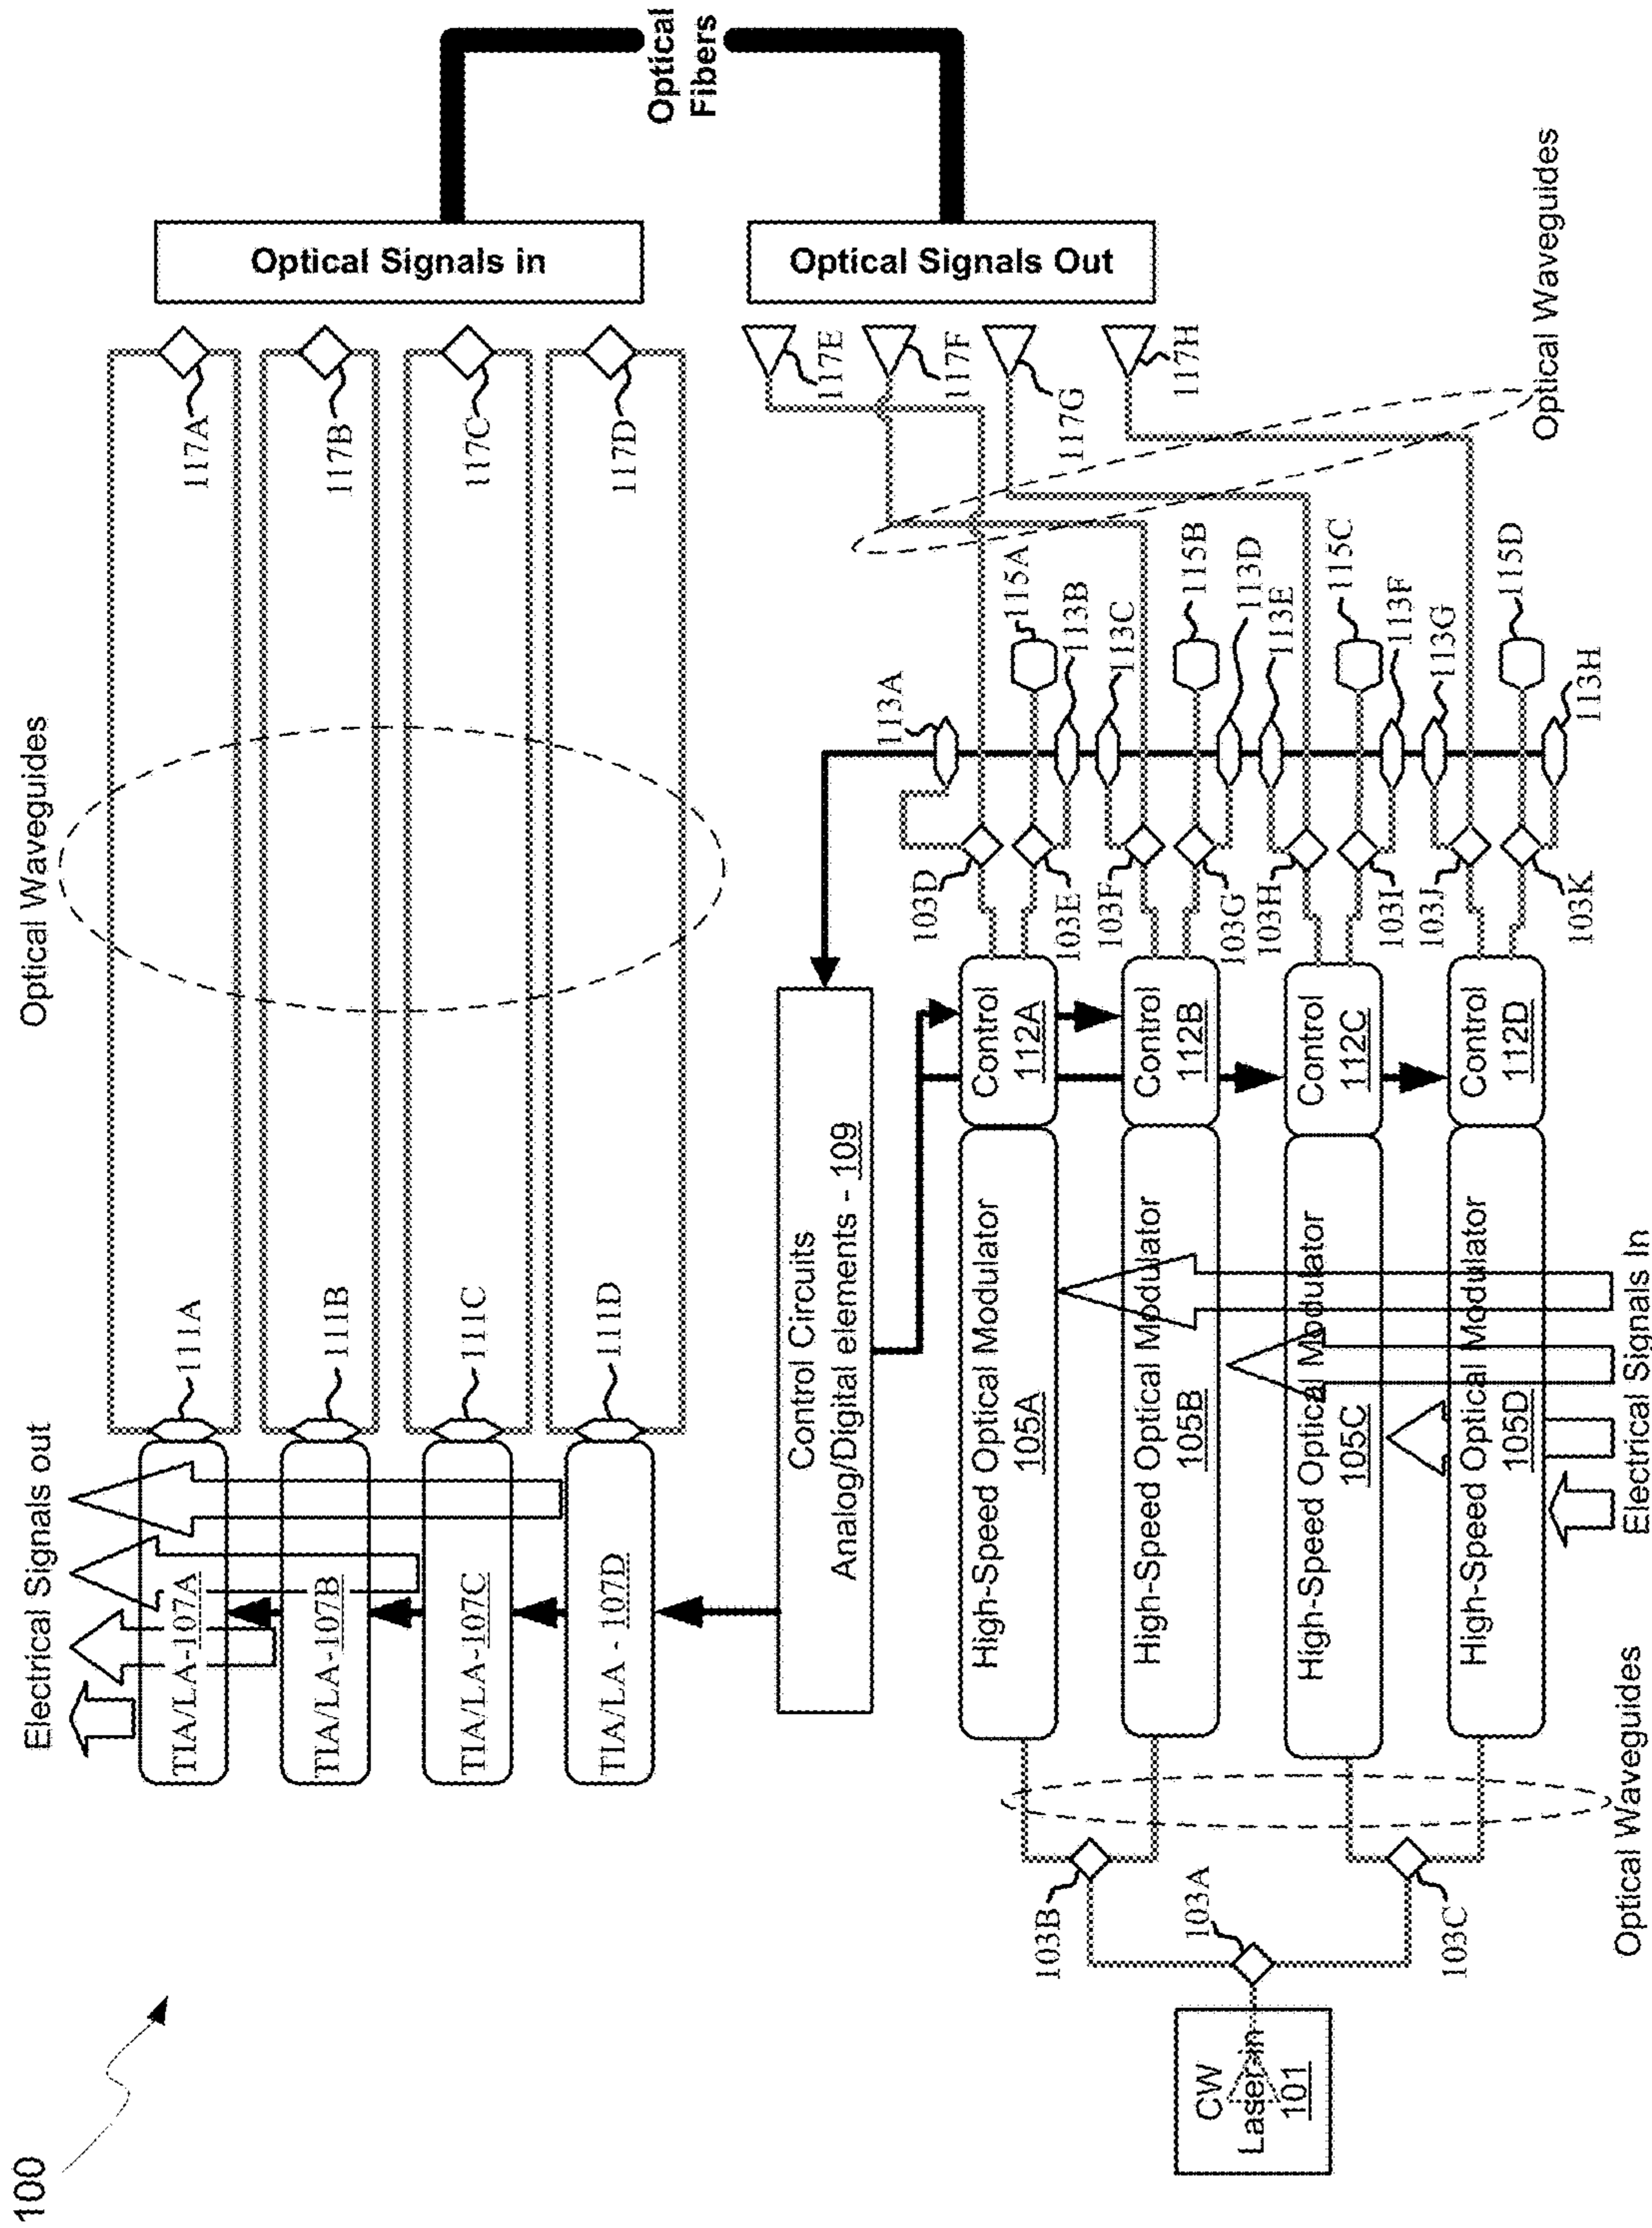 100
Optical Waveguides
Electrical Signals out
TIA/LA-107A
TIA/LA-107B
TIA/LA-107C
TIA/LA - 107D
111A
111B
111C
111D
117A
117B
117C
117D
Optical Signals in
Optical
Fibers
Optical Signals Out
117E
117F
117G
117H
Optical Waveguides
Control Circuits
Analog/Digital elements - 109
113A
115A
113B
113C
115B
113D
113E
115C
113F
113G
115D
113H
103D
103E
103F
103G
103H
103I
103J
103K
Control
112A
Control
112B
Control
112C
Control
112D
High-Speed Optical Modulator
105A
High-Speed Optical Modulator
105B
High-Speed Optical Modulator
105C
High-Speed Optical Modulator
105D
Electrical Signals In
Optical Waveguides
103B
103A
103C
CW
Laser in
101